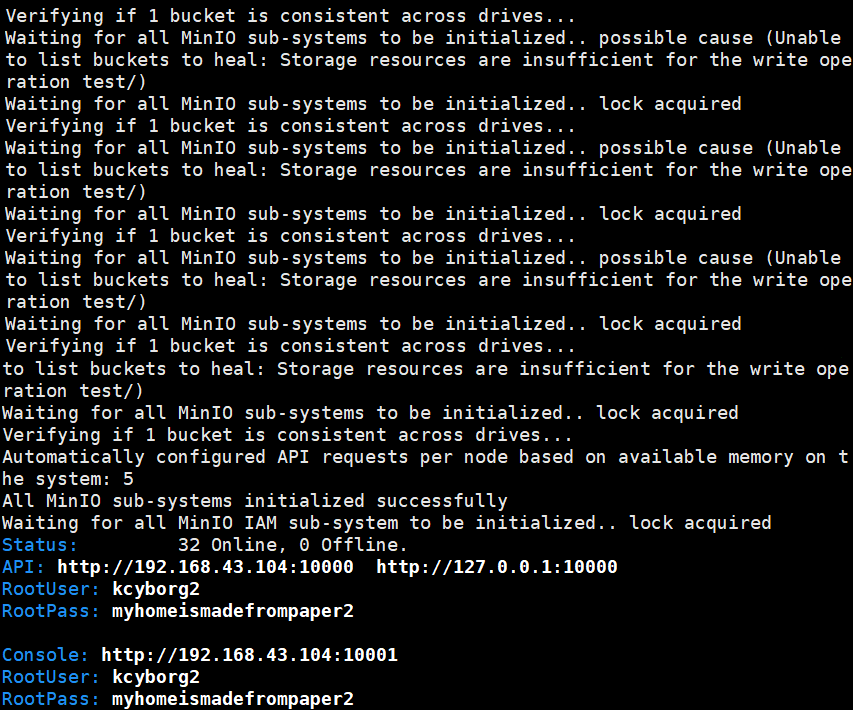 Verifying if 1 bucket is consistent across drives...
Waiting for all MinIO sub-systems to be initialized.. possible cause (Unable
to list buckets to heal: Storage resources are insufficient for the write ope
ration test/)
Waiting for all MinIO sub-systems to be initialized.. lock acquired
Verifying if 1 bucket is consistent across drives...
Waiting for all MinIO sub-systems to be initialized.. possible cause (Unable
to list buckets to heal: Storage resources are insufficient for the write ope
ration test/)
Waiting for all MinIO sub-systems to be initialized.. lock acquired
Verifying if 1 bucket is consistent across drives...
Waiting for all MinIO sub-systems to be initialized.. possible cause (Unable
to list buckets to heal: Storage resources are insufficient for the write ope
ration test/)
Waiting for all MinIO sub-systems to be initialized.. lock acquired
Verifying if 1 bucket is consistent across drives...
to list buckets to heal: Storage resources are insufficient for the write ope
ration test/)
Waiting for all MinIO sub-systems to be initialized.. lock acquired
Verifying if 1 bucket is consistent across drives...
Automatically configured API requests per node based on available memory on t
he system: 5
All MinIO sub-systems initialized successfully
Waiting for all MinIO IAM sub-system to be initialized.. lock acquired
Status:         32 Online, 0 Offline.
API: http://192.168.43.104:10000  http://127.0.0.1:10000
RootUser: kcyborg2
RootPass: myhomeismadefrompaper2
Console: http://192.168.43.104:10001
RootUser: kcyborg2
RootPass: myhomeismadefrompaper2